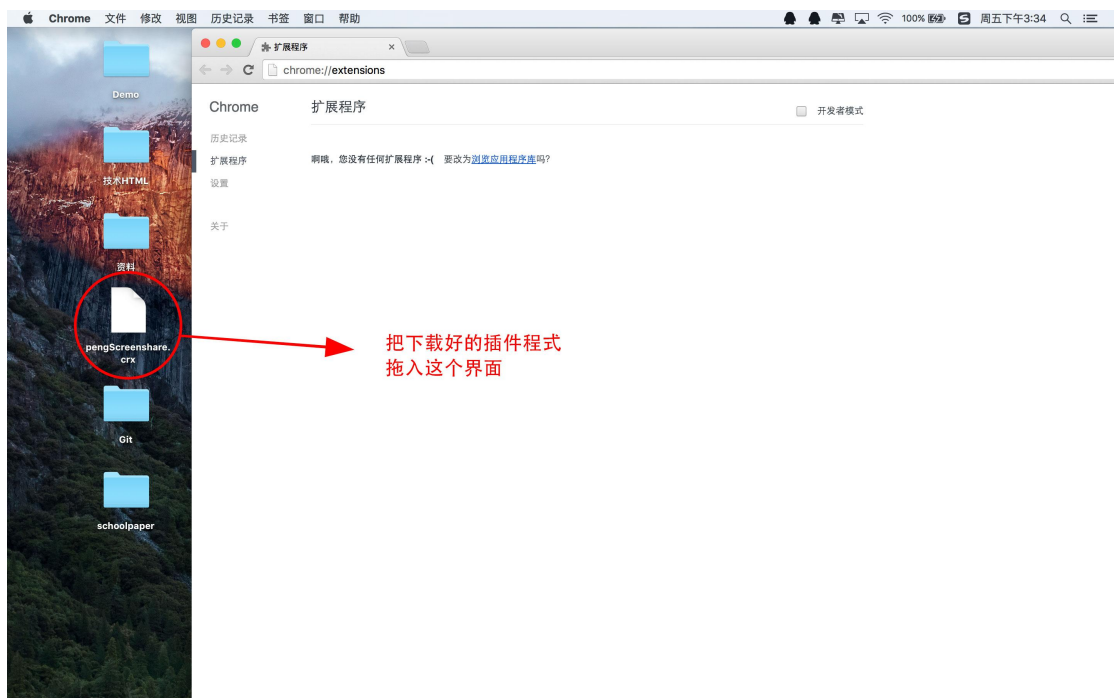 Chrome 文件 修改 视图 历史记录 书签 窗口 帮助
100%
周五下午3:34
扩展程序
chrome://extensions
Chrome
扩展程序
开发者模式
历史记录
扩展程序
设置
关于
啊哦，您没有任何扩展程序 :-( 要改为浏览应用程序库吗?
Demo
技术HTML
资料
pengScreenshare.
crx
Git
schoolpaper
把下载好的插件程式
拖入这个界面